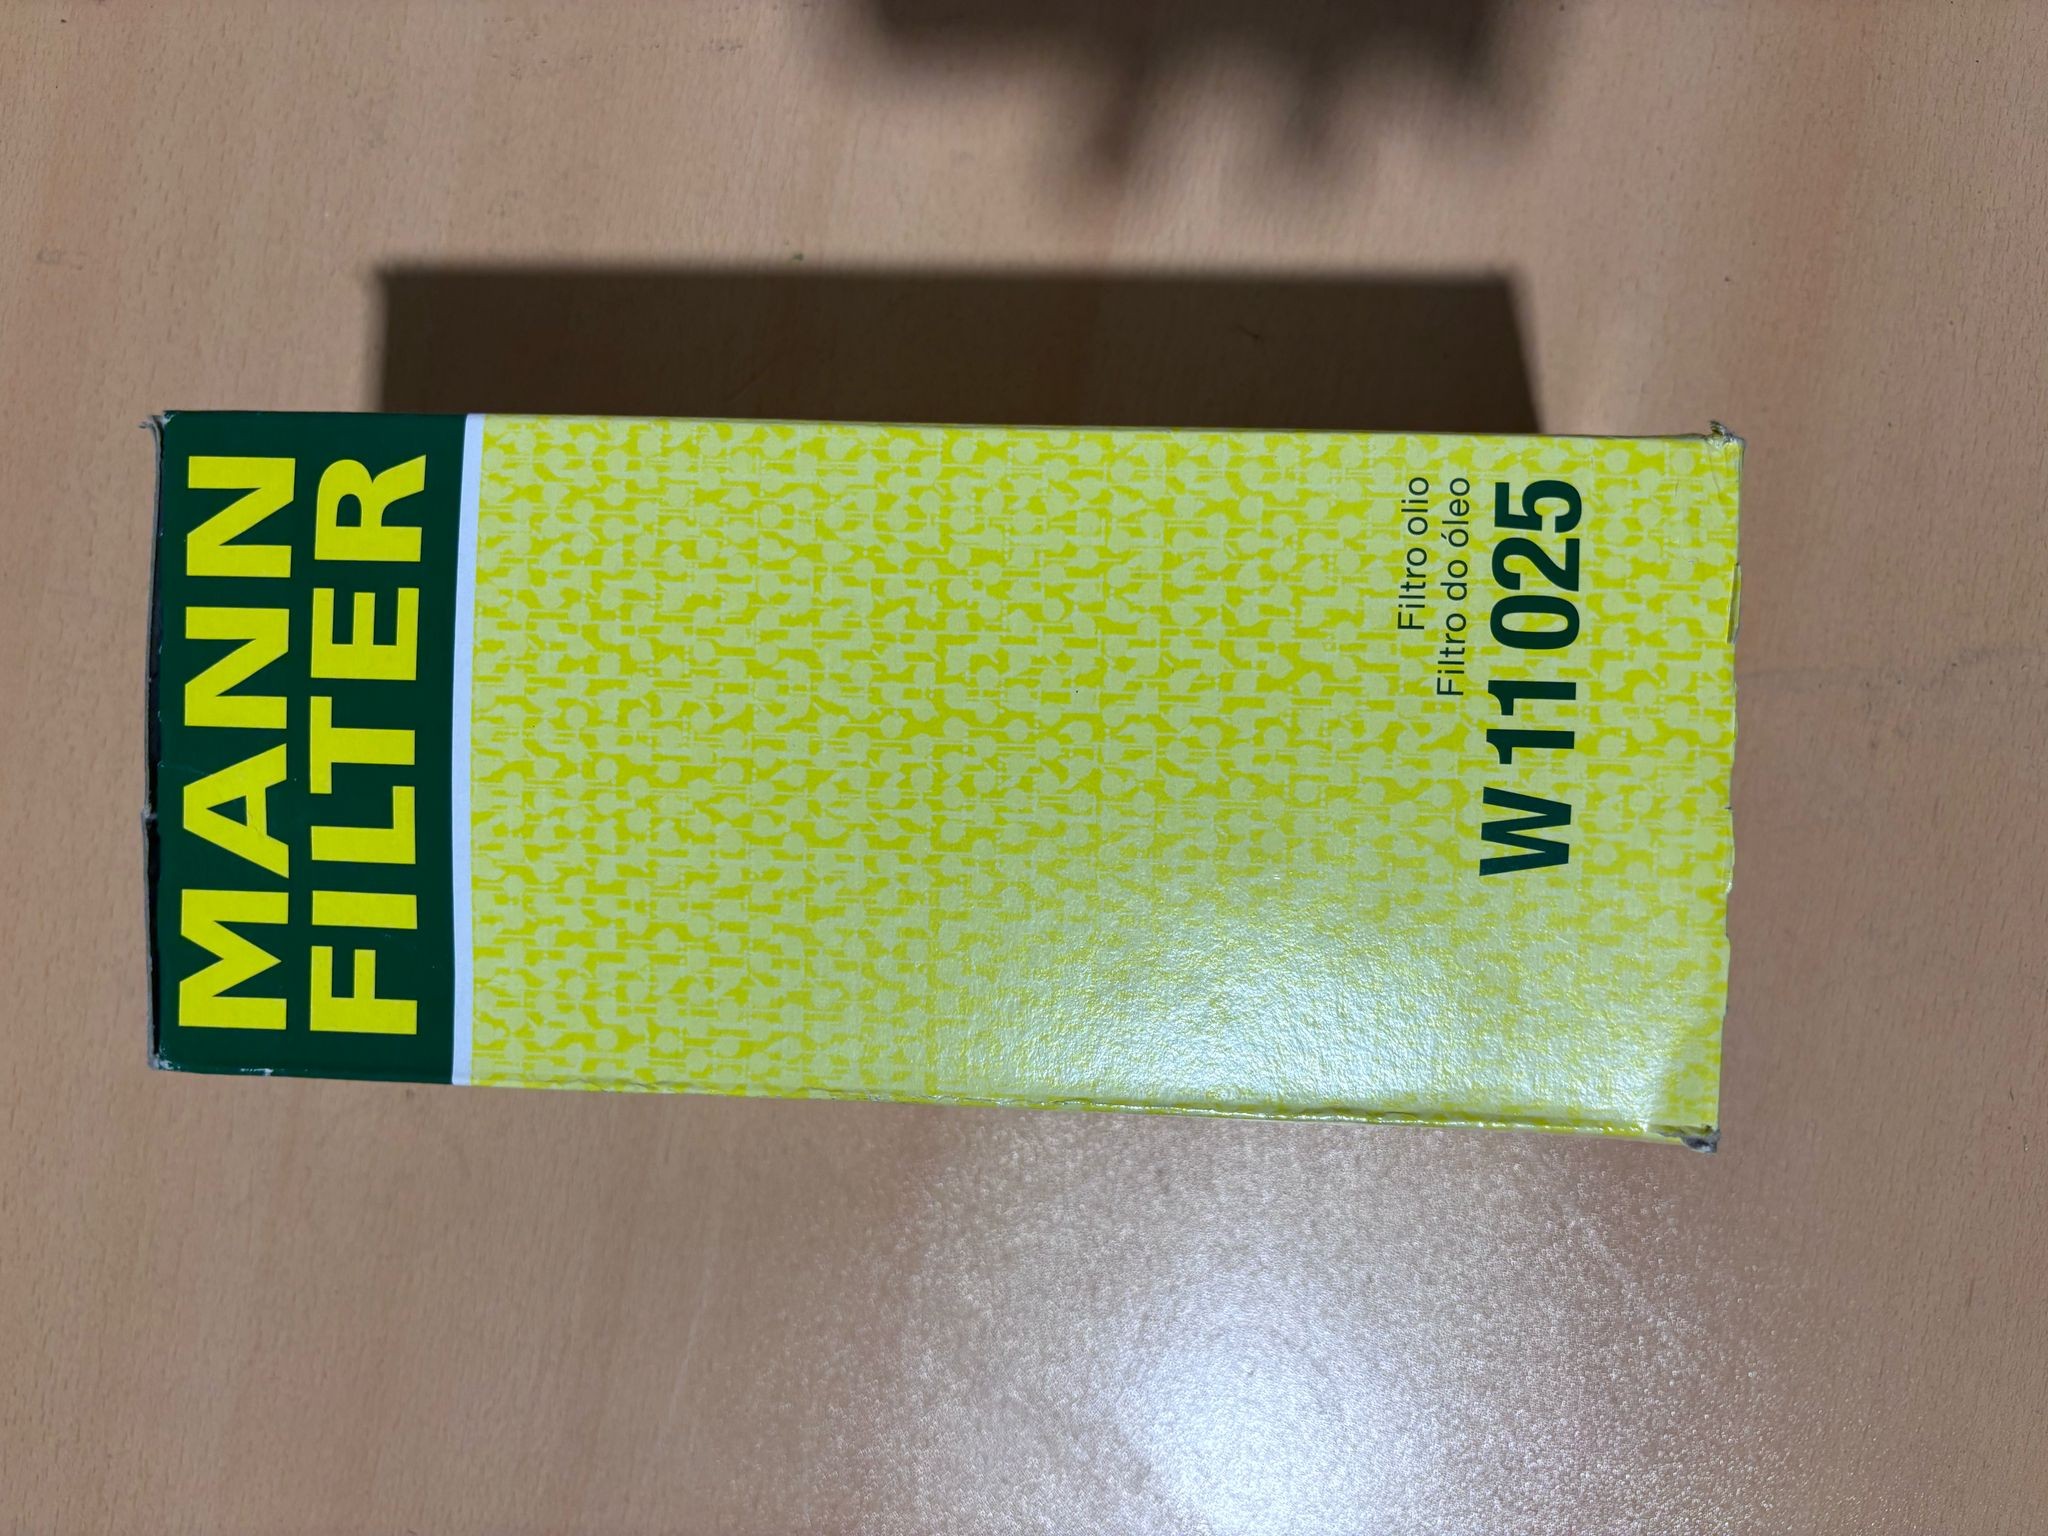 MANN
FILTER
Filtro olio
Filtro do óleo
W 11 025